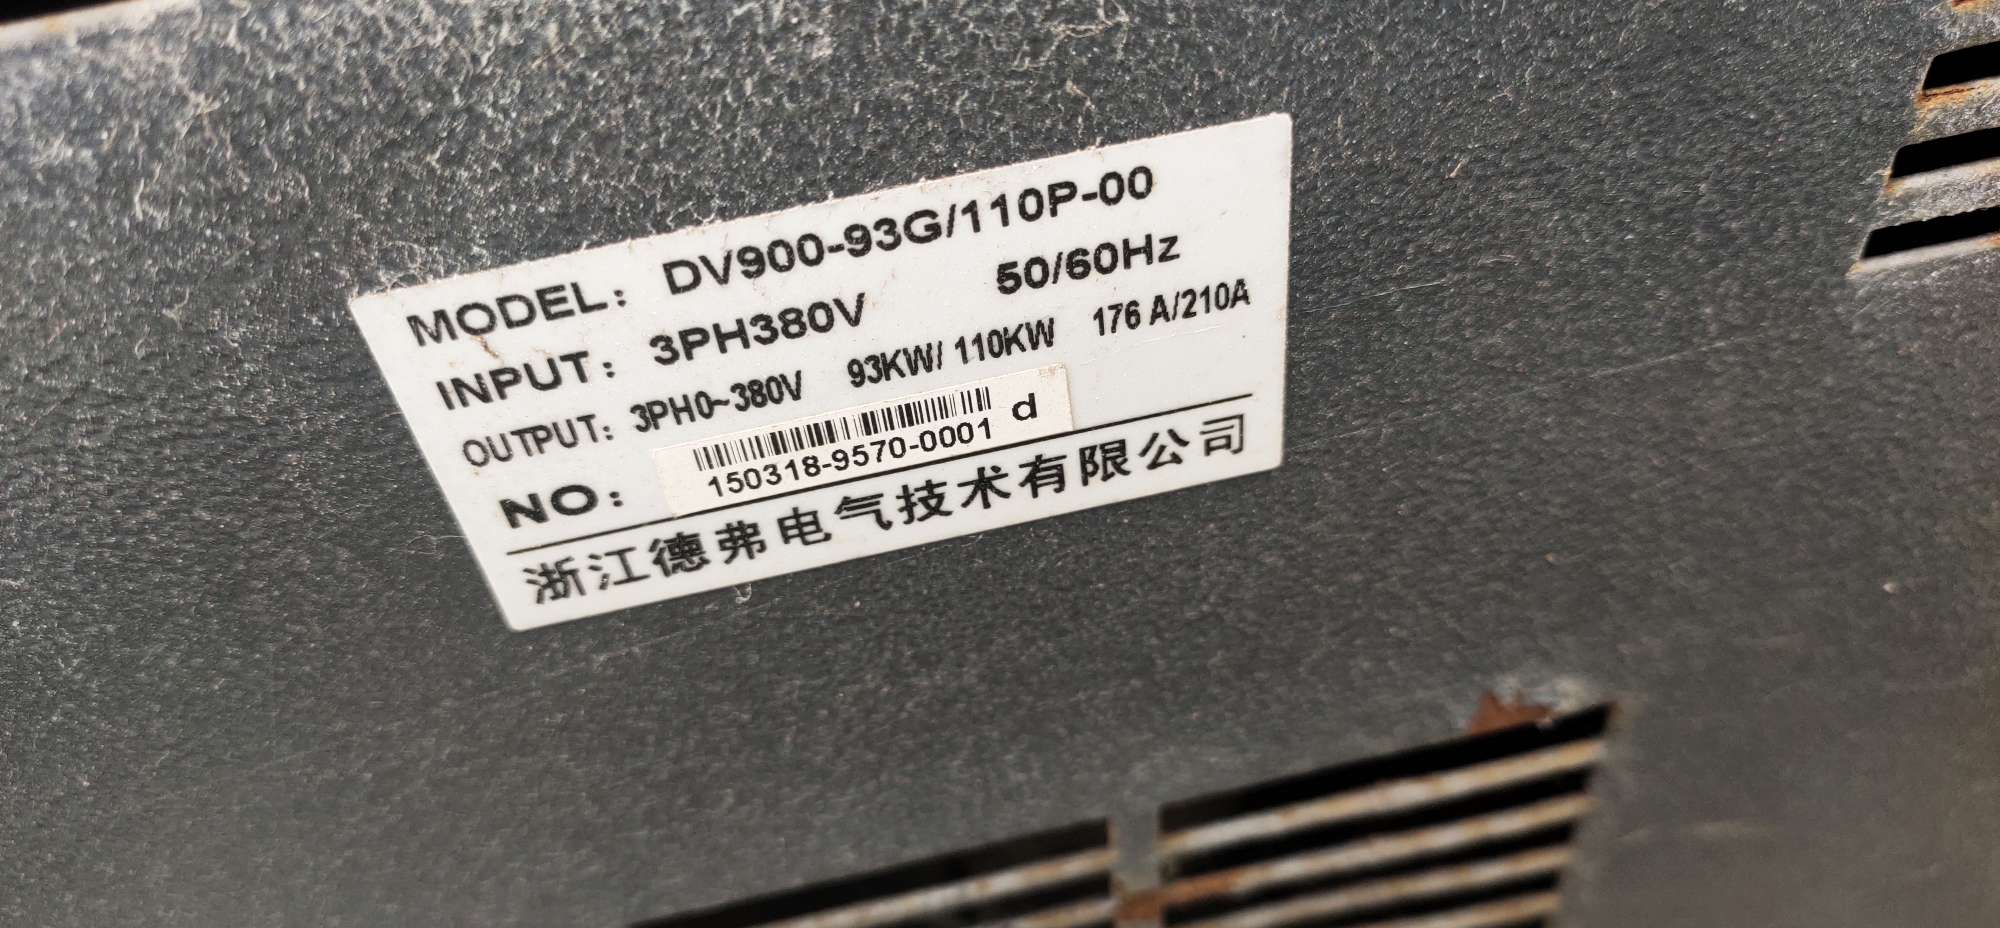 MODEL： DV900-93G/110P-00
INPUT： 3PH380V 50/60Hz
OUTPUT： 3PH0~380V 93KW/ 110KW 176 A/210A
NO： 150318-9570-0001 d
浙江德弗电气技术有限公司